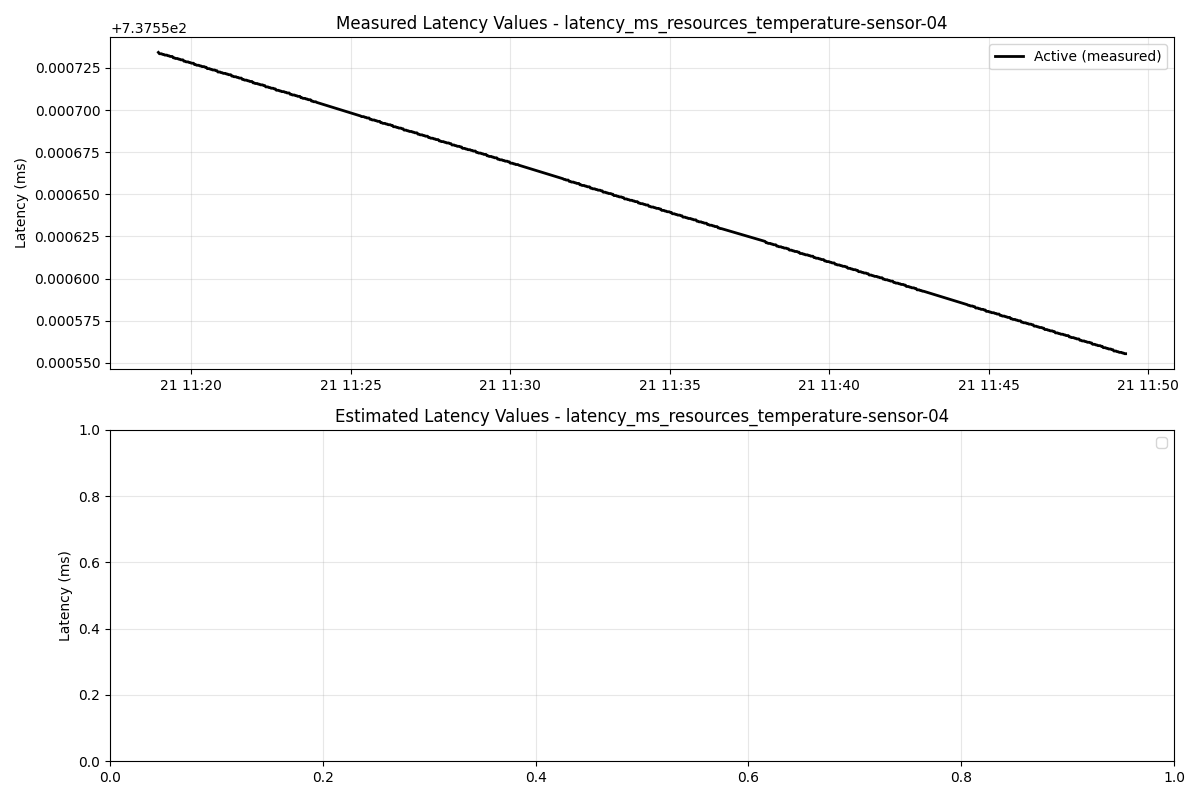 Measured Latency Values - latency_ms_resources_temperature-sensor-04
+7.3755e2
Active (measured)
Latency (ms)
0.000725
0.000700
0.000675
0.000650
0.000625
0.000600
0.000575
0.000550
21 11:20 21 11:25 21 11:30 21 11:35 21 11:40 21 11:45 21 11:50
Estimated Latency Values - latency_ms_resources_temperature-sensor-04
Latency (ms)
1.0
0.8
0.6
0.4
0.2
0.0
0.0 0.2 0.4 0.6 0.8 1.0